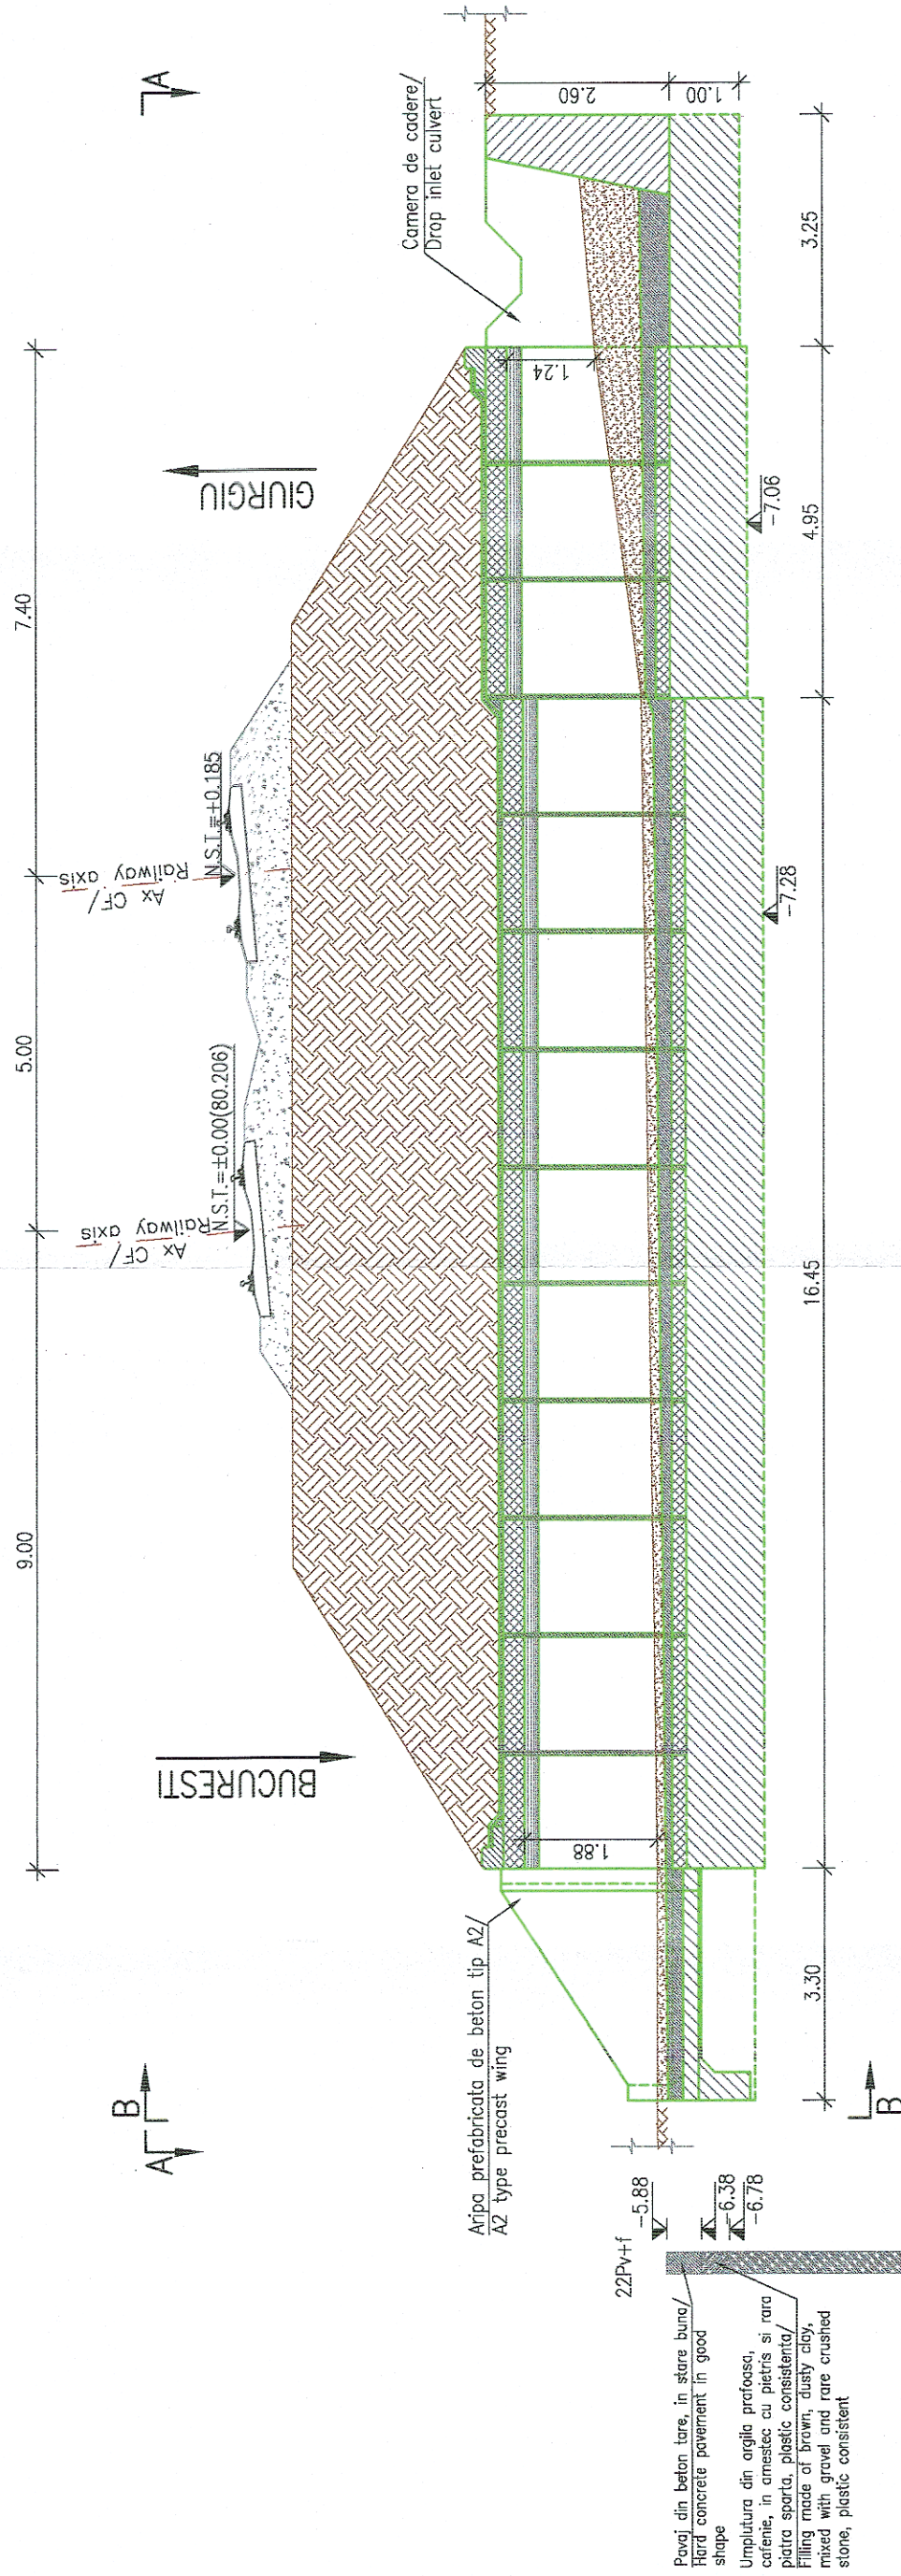 A
A
B
B
7.40
5.00
9.00
GIURGIU
BUCURESTI
Ax CF/
Railway axis
N.S.T.=+0.185
Ax CF/
Railway axis
N.S.T.=±0.00(80.206)
Camera de cadere/
Drop inlet culvert
2.60
1.00
1.24
1.88
3.25
4.95
16.45
3.30
-7.06
-7.28
Aripa prefabricata de beton tip A2/
A2 type precast wing
22Pv+f
-5.88
-6.38
-6.78
Pavaj din beton tare, in stare buna/
Hard concrete pavement in good
shape
Umplutura din argila prafoasa,
cafenie, in amestec cu pietris si rara
piatra sparta, plastic consistenta/
Filling made of brown, dusty clay,
mixed with gravel and rare crushed
stone, plastic consistent